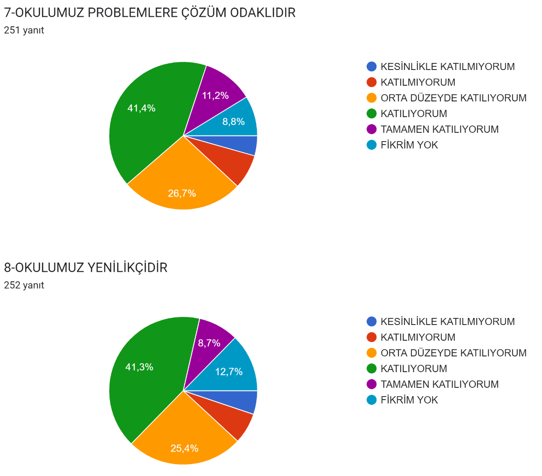 7-OKULUMUZ PROBLEMLERE ÇÖZÜM ODAKLIDIR
251 yanıt
KESİNLİKLE KATILMIYORUM
KATILMIYORUM
ORTA DÜZEYDE KATILIYORUM
KATILIYORUM
TAMAMEN KATILIYORUM
FİKRİM YOK
11,2%
41,4%
8,8%
26,7%
8-OKULUMUZ YENİLİKÇİDİR
252 yanıt
KESİNLİKLE KATILMIYORUM
KATILMIYORUM
ORTA DÜZEYDE KATILIYORUM
KATILIYORUM
TAMAMEN KATILIYORUM
FİKRİM YOK
8,7%
41,3%
12,7%
25,4%